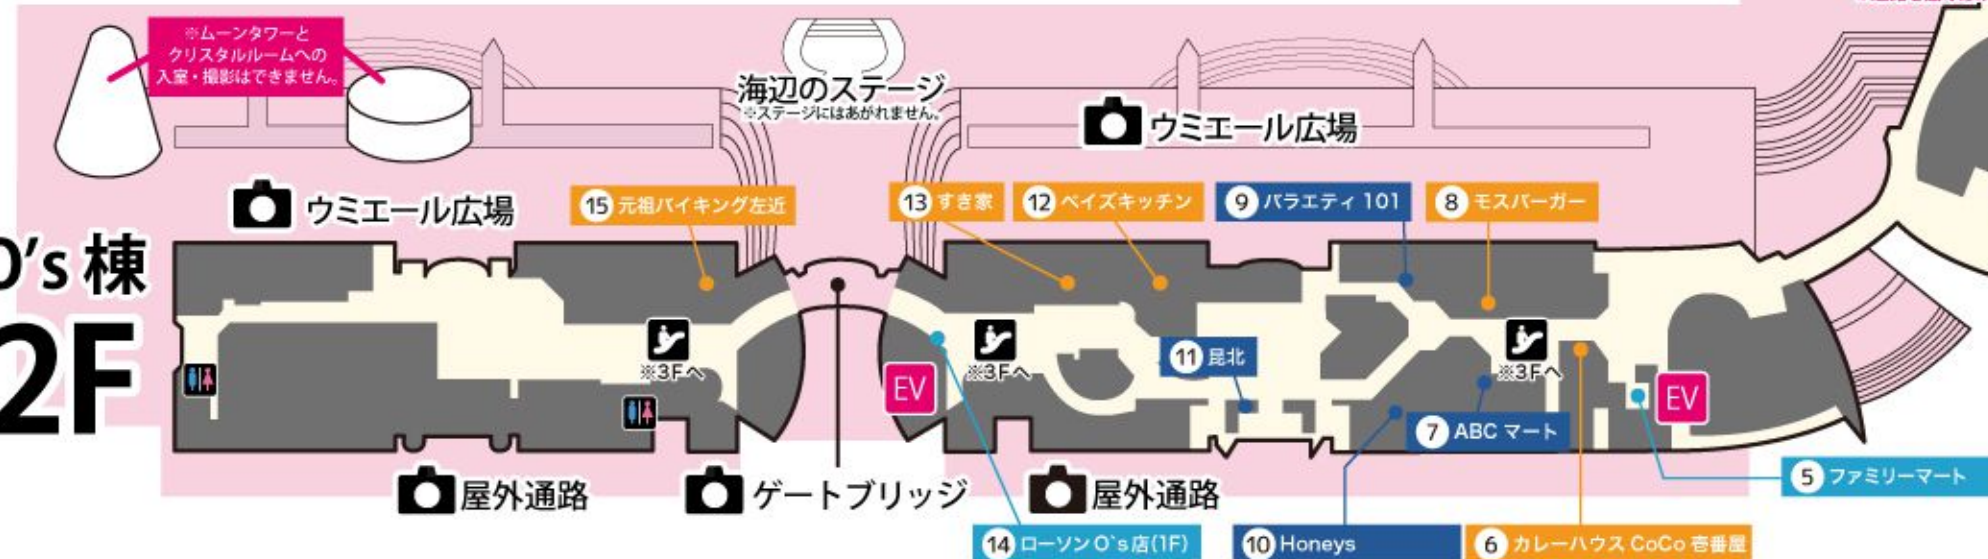 ※ムーンタワーと
クリスタルルームへの
入室・撮影はできません。
海辺のステージ
※ステージにはあがれません。
ウミエール広場
ウミエール広場
15 元祖バイキング左近
13 すき家
12 ベイズキッチン
9 バラエティ 101
8 モスバーガー
O's 棟
2F
※3Fへ
※3Fへ
※3Fへ
11 昆北
EV
EV
7 ABC マート
5 ファミリーマート
屋外通路
ゲートブリッジ
屋外通路
14 ローソン O`s店(1F)
10 Honeys
6 カレーハウス CoCo 壱番屋